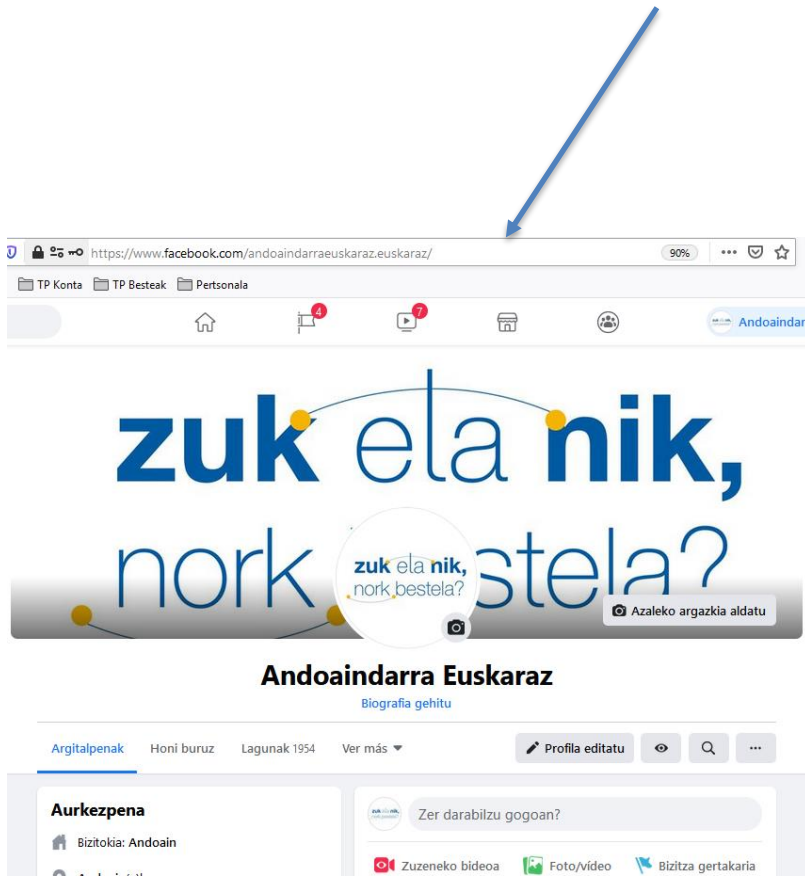 https://www.facebook.com/andoaindarraeuskaraz.euskaraz/
90%
TP Konta TP Besteak Pertsonala
4
7
Andoaindar
zuk eta nik,
nork bestela?
zuk eta nik,
nork bestela?
Azaleko argazkia aldatu
Andoaindarra Euskaraz
Biografia gehitu
Argitalpenak Honi buruz Lagunak 1954 Ver más
Profila editatu
Aurkezpena
Bizitokia: Andoain
Zer darabilzu gogoan?
Zuzeneko bideoa Foto/vídeo Bizitza gertakaria